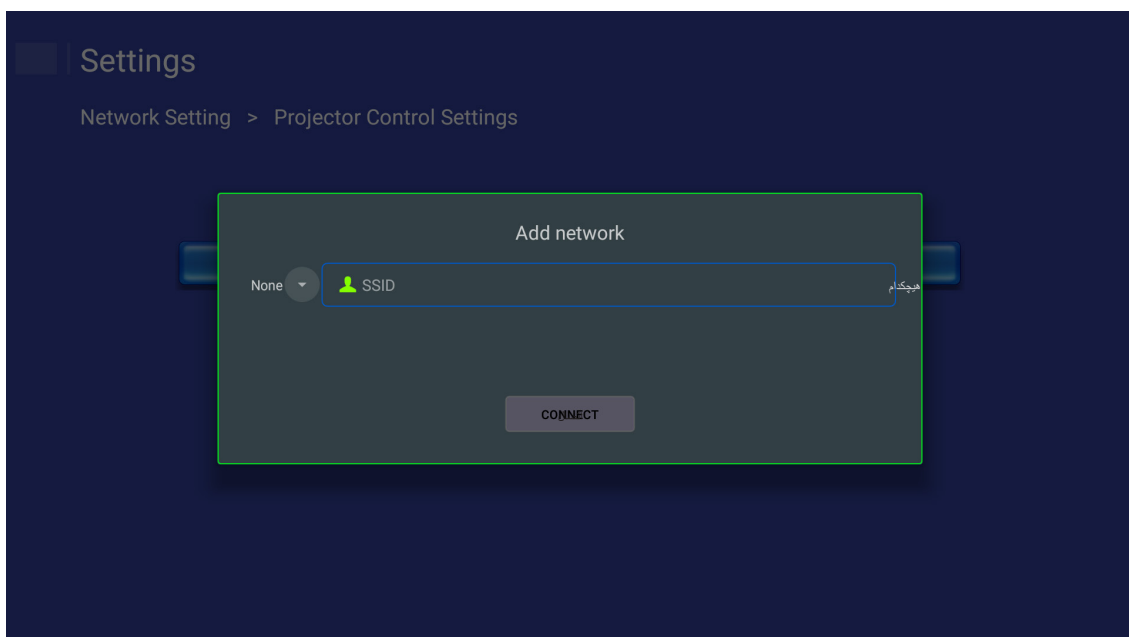 Settings
Network Setting > Projector Control Settings
Add network
None SSID هیچکدام
CONNECT